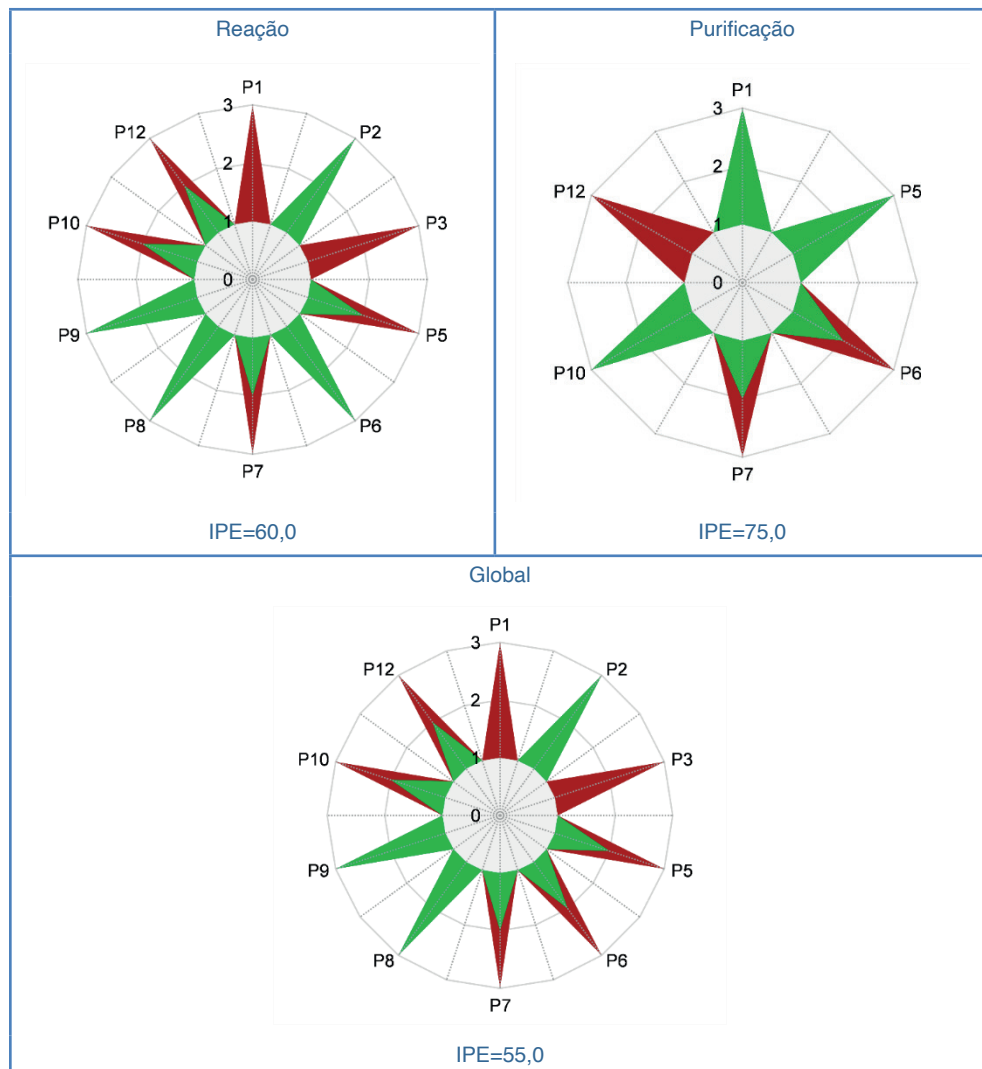 Reação
P1
3
P12
P2
2
P10
P3
1
0
P9
P5
P8
P6
P7
IPE=60,0
Purificação
P1
3
2
P12
P5
1
0
P10
P6
P7
IPE=75,0
Global
P1
3
P12
P2
2
P10
P3
1
0
P9
P5
P8
P6
P7
IPE=55,0